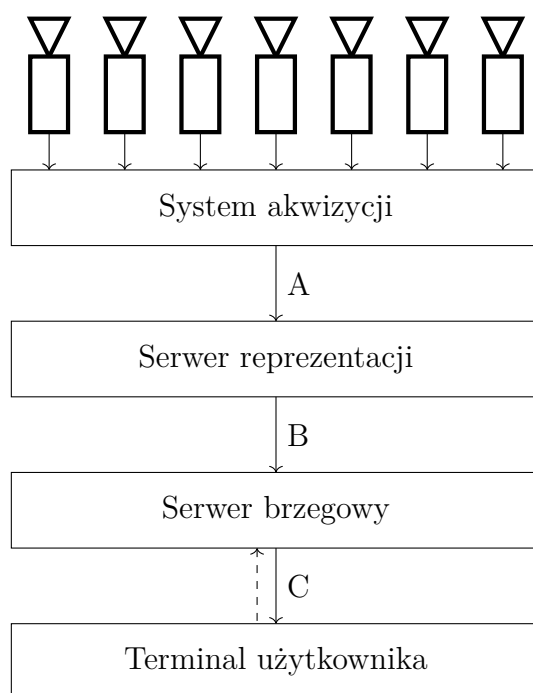 System akwizycji
A
Serwer reprezentacji
B
Serwer brzegowy
C
Terminal użytkownika